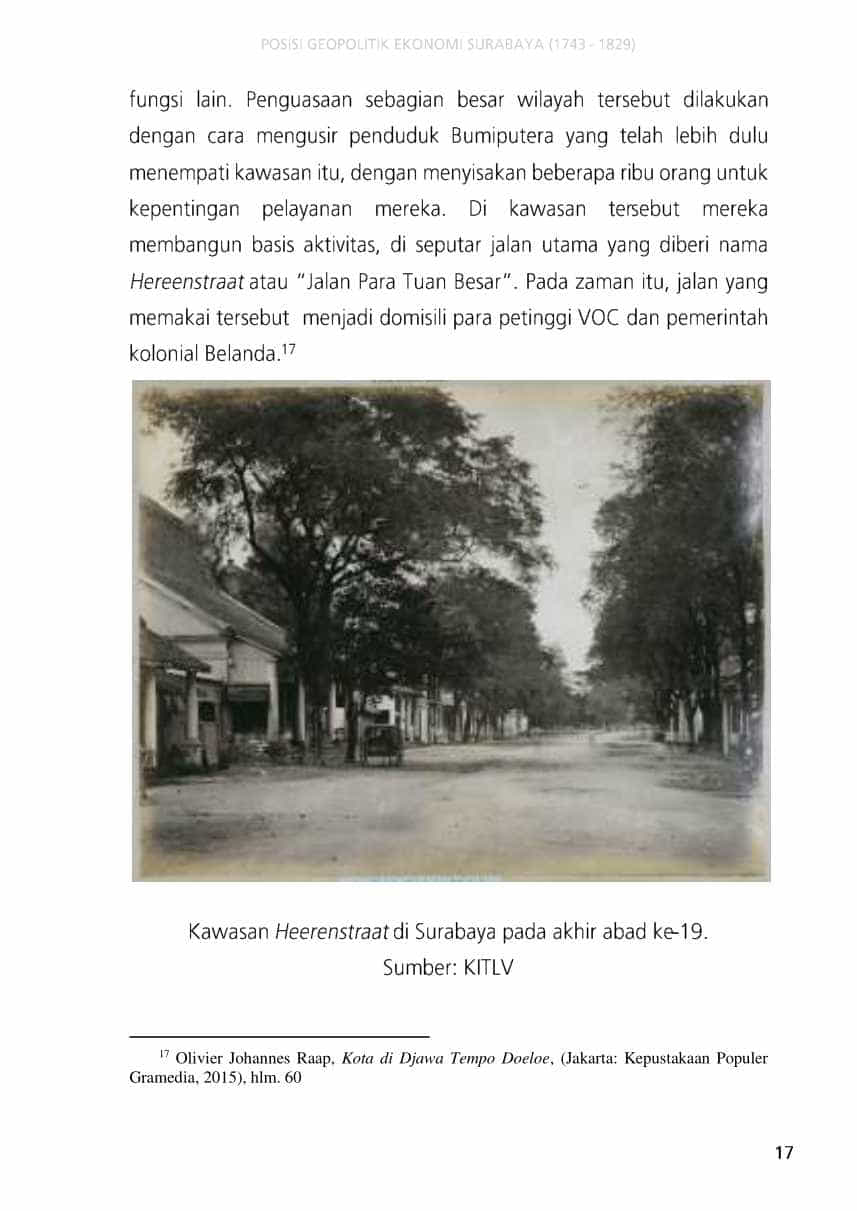 POSISI GEOPOLITIK EKONOMI SURABAYA (1743 - 1829)
fungsi lain. Penguasaan sebagian besar wilayah tersebut dilakukan
dengan cara mengusir penduduk Bumiputera yang telah lebih dulu
menempati kawasan itu, dengan menyisakan beberapa ribu orang untuk
kepentingan pelayanan mereka. Di kawasan tersebut mereka
membangun basis aktivitas, di seputar jalan utama yang diberi nama
Hereenstraat atau "Jalan Para Tuan Besar". Pada zaman itu, jalan yang
memakai tersebut menjadi domisili para petinggi VOC dan pemerintah
kolonial Belanda.17
Kawasan Heerenstraat di Surabaya pada akhir abad ke-19.
Sumber: KITLV
17 Olivier Johannes Raap, Kota di Djawa Tempo Doeloe, (Jakarta: Kepustakaan Populer
Gramedia, 2015), hlm. 60
17